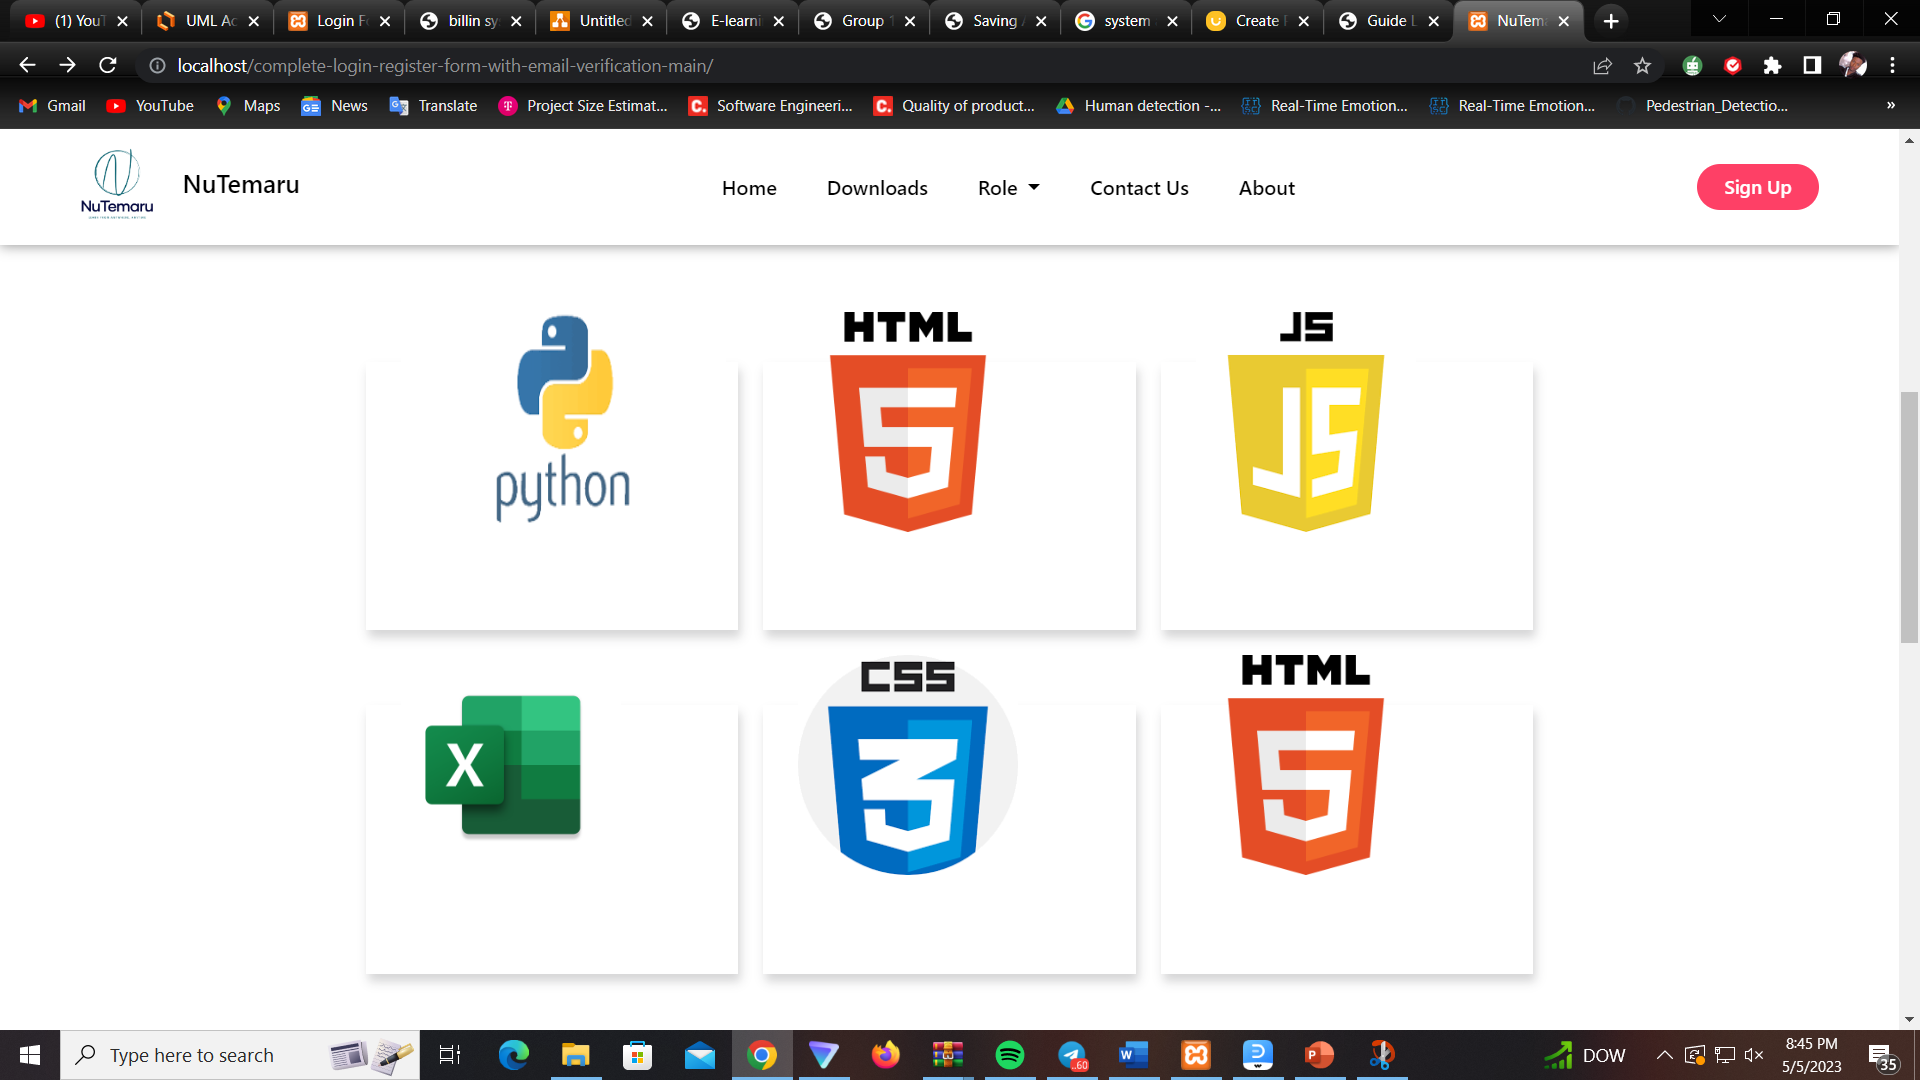 (1) YouT
UML Ac
Login Fo
billin sy
Untitled
E-learni
Group 1
Saving A
system
Create F
Guide L
NuTem
localhost/complete-login-register-form-with-email-verification-main/
Gmail
YouTube
Maps
News
Translate
Project Size Estimat...
Software Engineeri...
Quality of product...
Human detection -...
Real-Time Emotion...
Real-Time Emotion...
Pedestrian_Detectio...
»
NuTemaru
NuTemaru
Home
Downloads
Role
Contact Us
About
Sign Up
python
HTML
5
JS
JS
X
CSS
3
HTML
5
Type here to search
..60
W
P
DOW
8:45 PM
5/5/2023
35